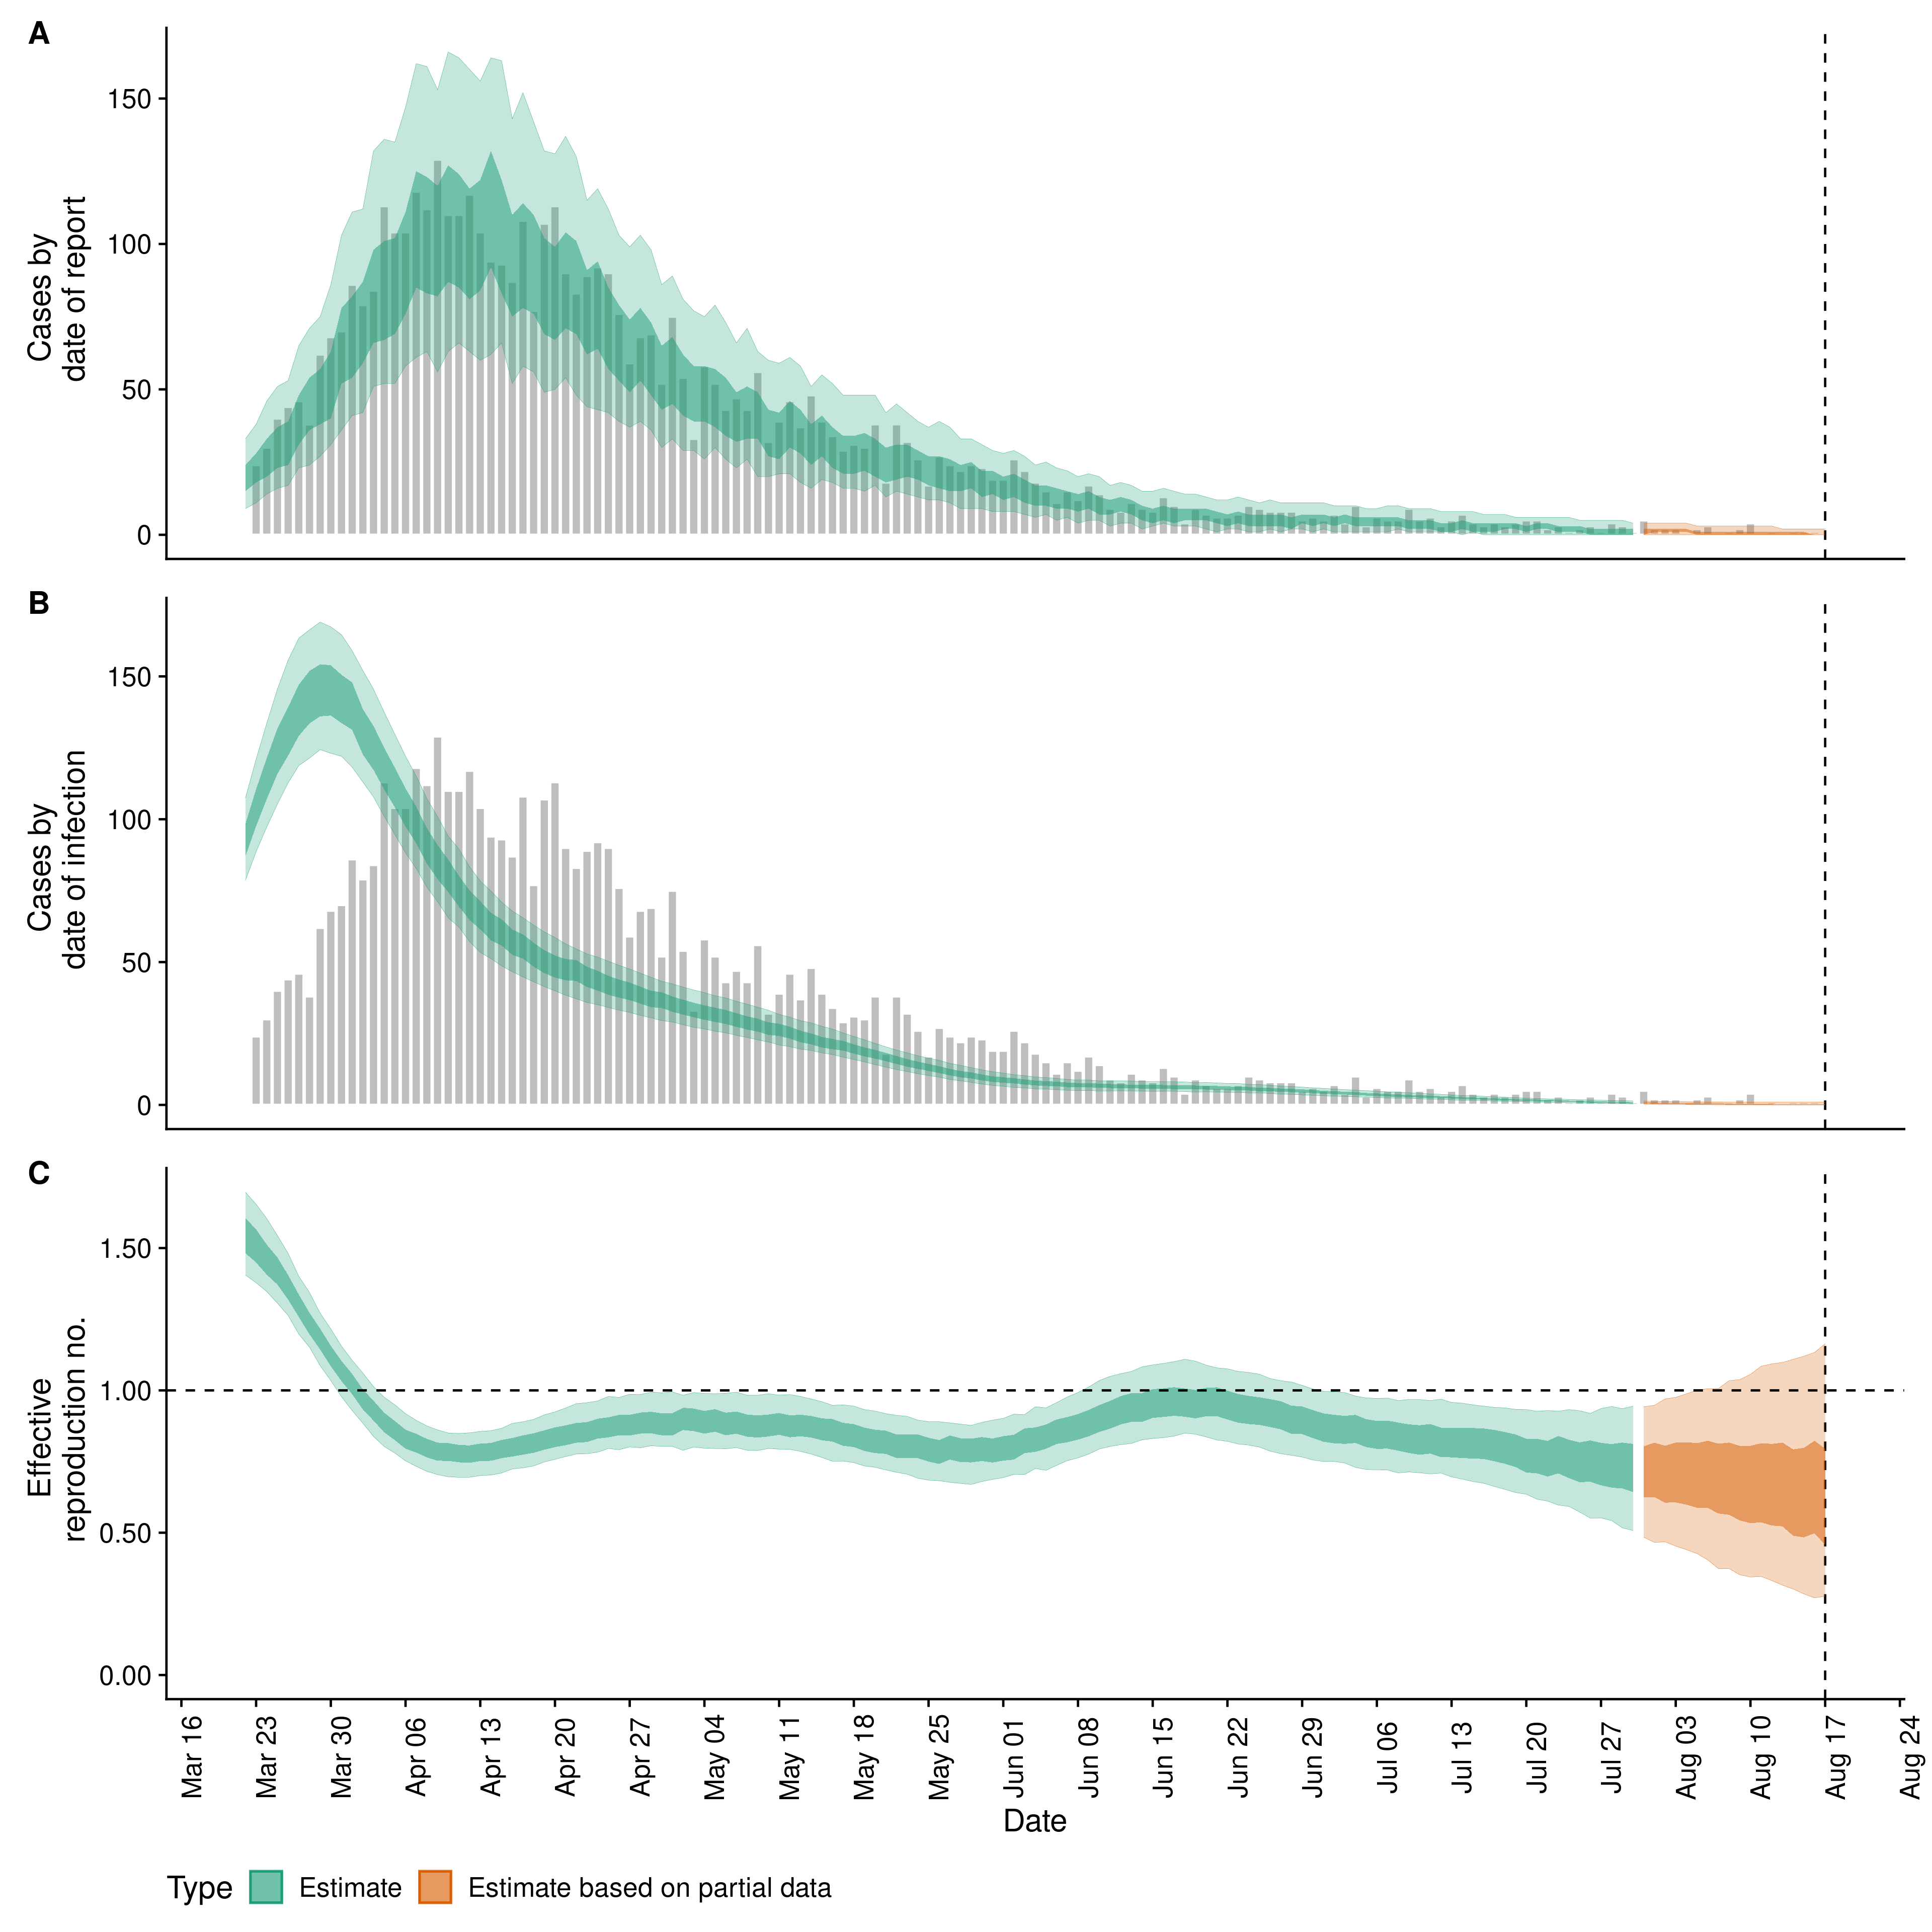 A
Cases by
date of report
150
100
50
0
B
Cases by
date of infection
150
100
50
0
C
Effective
reproduction no.
1.50
1.00
0.50
0.00
Mar 16
Mar 23
Mar 30
Apr 06
Apr 13
Apr 20
Apr 27
May 04
May 11
May 18
May 25
Jun 01
Jun 08
Jun 15
Jun 22
Jun 29
Jul 06
Jul 13
Jul 20
Jul 27
Aug 03
Aug 10
Aug 17
Aug 24
Date
Type Estimate Estimate based on partial data